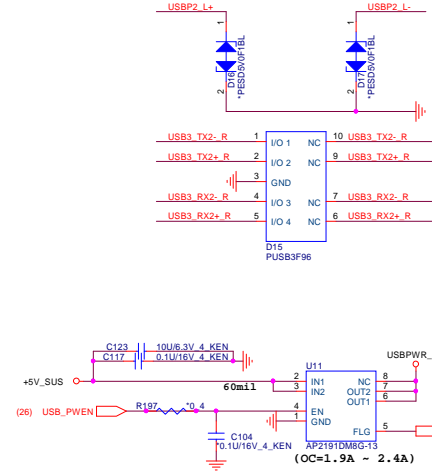 USBP2_L+
USBP2_L-
1
1
D16
*PESD5V0F1BL
2
D17
*PESD5V0F1BL
2
USB3_TX2-_R 1 I/O 1 NC 10 USB3_TX2-_R
USB3_TX2+_R 2 I/O 2 NC 9 USB3_TX2+_R
3 GND
USB3_RX2-_R 4 I/O 3 NC 7 USB3_RX2-_R
USB3_RX2+_R 5 I/O 4 NC 6 USB3_RX2+_R
D15
PUSB3F96
C123 10U/6.3V_4_KEN
C117 0.1U/16V_4_KEN
U11
USBPWR_
+5V_SUS
60mil
2 IN1 NC 8
3 IN2 OUT2 7
OUT1 6
(26) USB_PWEN
R197 *0_4
4 EN
1 GND
FLG 5
C104
*0.1U/16V_4_KEN
AP2191DM8G-13
(OC=1.9A ~ 2.4A)